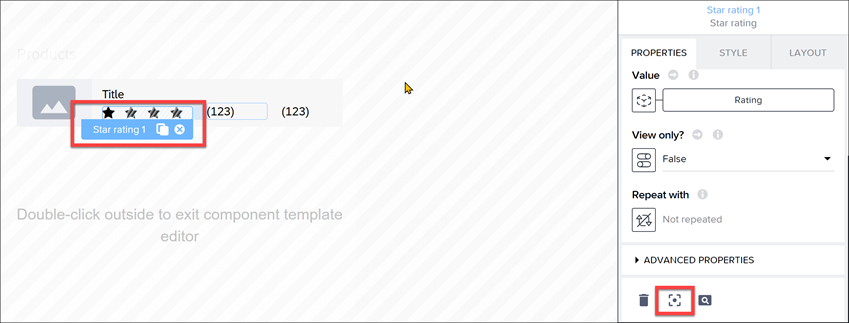 Products
Title
(123)
(123)
Star rating 1
Double-click outside to exit component template
editor
Star rating 1
Star rating
PROPERTIES
STYLE
LAYOUT
Value
Rating
View only?
False
Repeat with
Not repeated
ADVANCED PROPERTIES